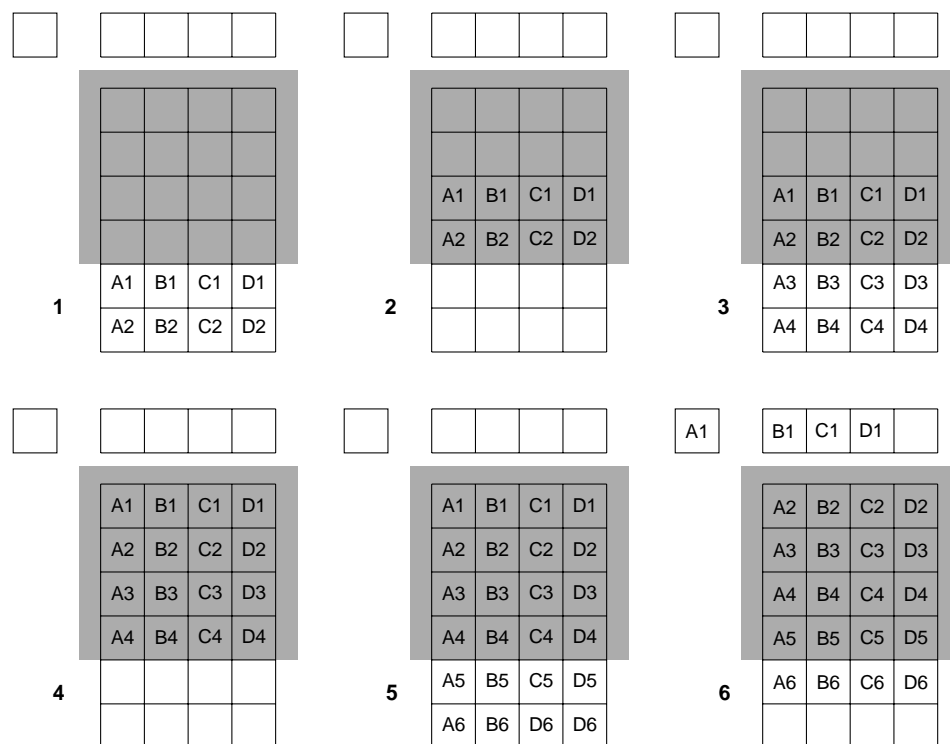 A1 B1 C1 D1
A2 B2 C2 D2
1
A1 B1 C1 D1
A2 B2 C2 D2
2
A1 B1 C1 D1
A2 B2 C2 D2
A3 B3 C3 D3
A4 B4 C4 D4
3
A1 B1 C1 D1
A2 B2 C2 D2
A3 B3 C3 D3
A4 B4 C4 D4
4
A1 B1 C1 D1
A2 B2 C2 D2
A3 B3 C3 D3
A4 B4 C4 D4
A5 B5 C5 D5
A6 B6 D6 D6
5
A1 B1 C1 D1
A2 B2 C2 D2
A3 B3 C3 D3
A4 B4 C4 D4
A5 B5 C5 D5
A6 B6 C6 D6
6